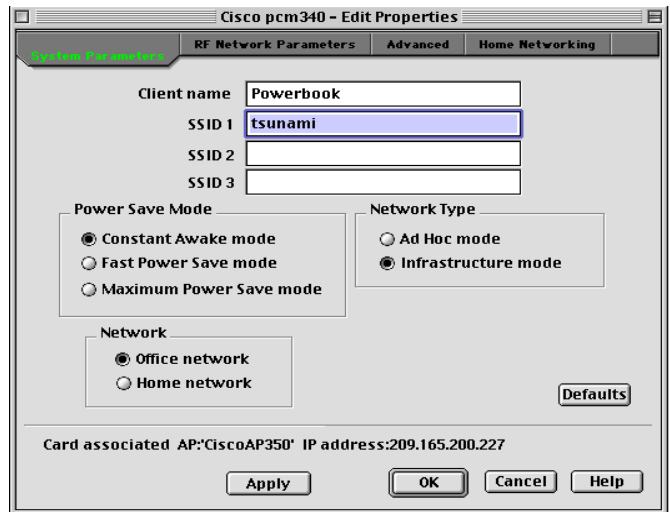 Cisco pcm340 - Edit Properties
System Parameters RF Network Parameters Advanced Home Networking
Client name Powerbook
SSID 1 tsunami
SSID 2
SSID 3
Power Save Mode
Constant Awake mode
Fast Power Save mode
Maximum Power Save mode
Network Type
Ad Hoc mode
Infrastructure mode
Network
Office network
Home network
Defaults
Card associated AP:'CiscoAP350' IP address:209.165.200.227
Apply OK Cancel Help